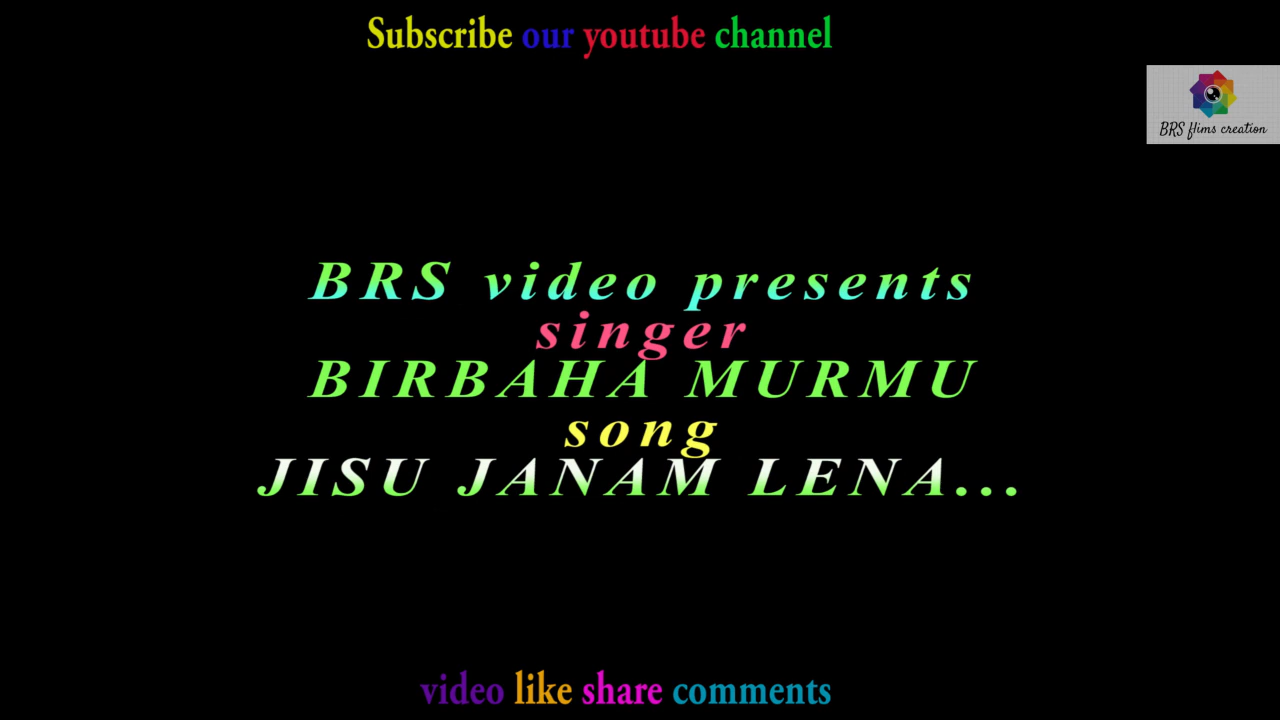 Subscribe our youtube channel
BRS flims creation
BRS video presents
singer
BIRBAHA MURMU
song
JISU JANAM LENA...
video like share comments